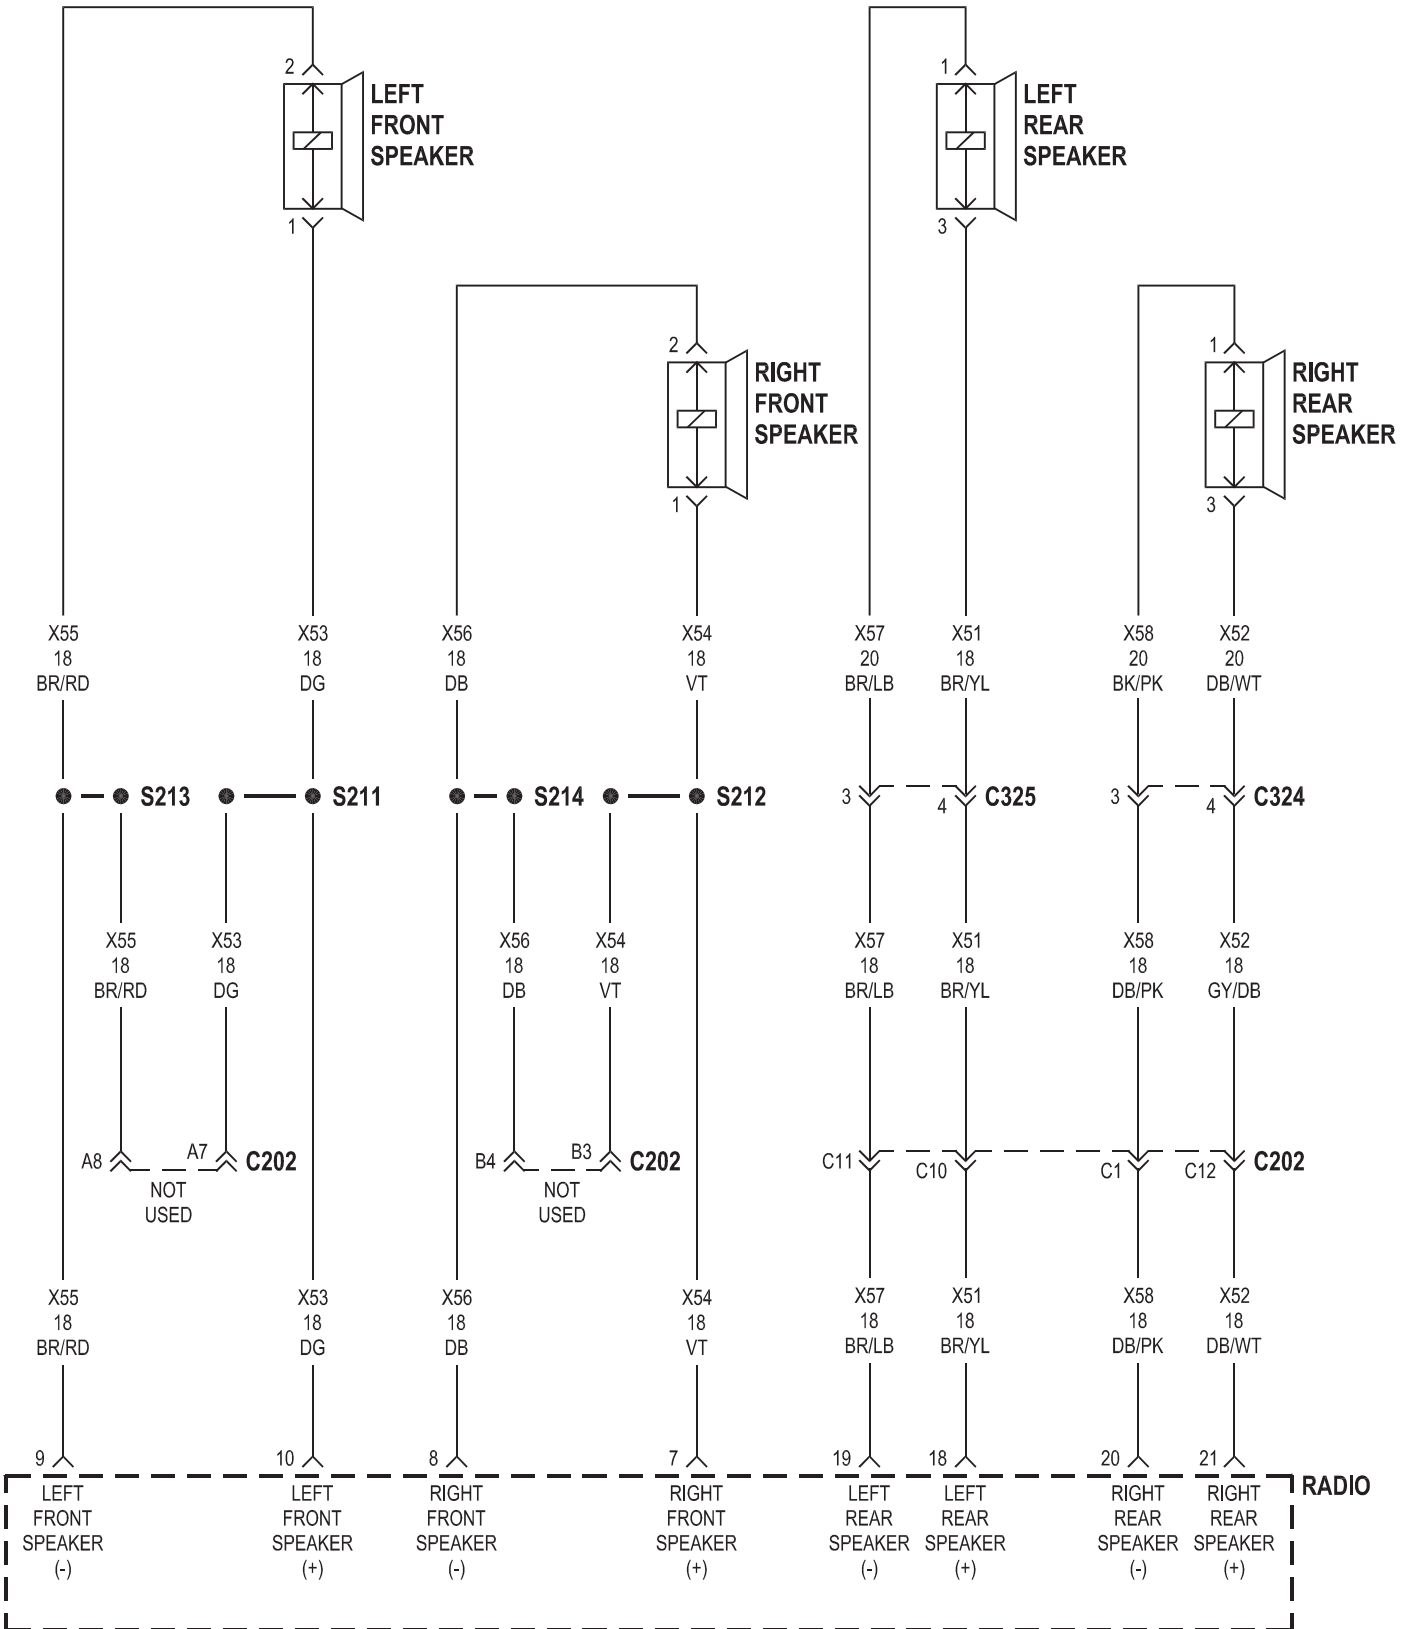 2
LEFT
FRONT
SPEAKER
1
1
LEFT
REAR
SPEAKER
3
2
RIGHT
FRONT
SPEAKER
1
1
RIGHT
REAR
SPEAKER
3
X55
18
BR/RD
X53
18
DG
X56
18
DB
X54
18
VT
X57
20
BR/LB
X51
18
BR/YL
X58
20
BK/PK
X52
20
DB/WT
S213
S211
S214
S212
3
4
C325
3
4
C324
X55
18
BR/RD
X53
18
DG
X56
18
DB
X54
18
VT
X57
18
BR/LB
X51
18
BR/YL
X58
18
DB/PK
X52
18
GY/DB
A8
A7
C202
NOT
USED
B4
B3
C202
NOT
USED
C11
C10
C1
C12
C202
X55
18
BR/RD
X53
18
DG
X56
18
DB
X54
18
VT
X57
18
BR/LB
X51
18
BR/YL
X58
18
DB/PK
X52
18
DB/WT
9
10
8
7
19
18
20
21
RADIO
LEFT
FRONT
SPEAKER
(-)
LEFT
FRONT
SPEAKER
(+)
RIGHT
FRONT
SPEAKER
(-)
RIGHT
FRONT
SPEAKER
(+)
LEFT
REAR
SPEAKER
(-)
LEFT
REAR
SPEAKER
(+)
RIGHT
REAR
SPEAKER
(-)
RIGHT
REAR
SPEAKER
(+)